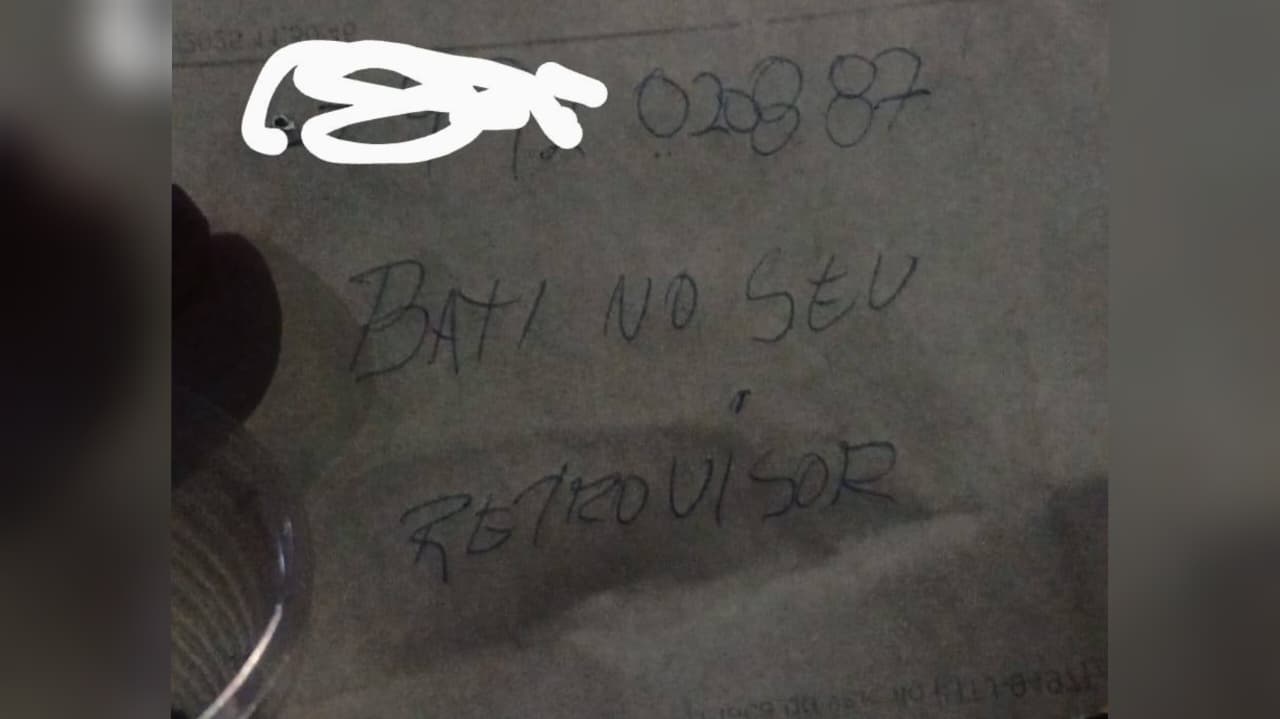 020887
BATI NO SEU
RETROVISOR